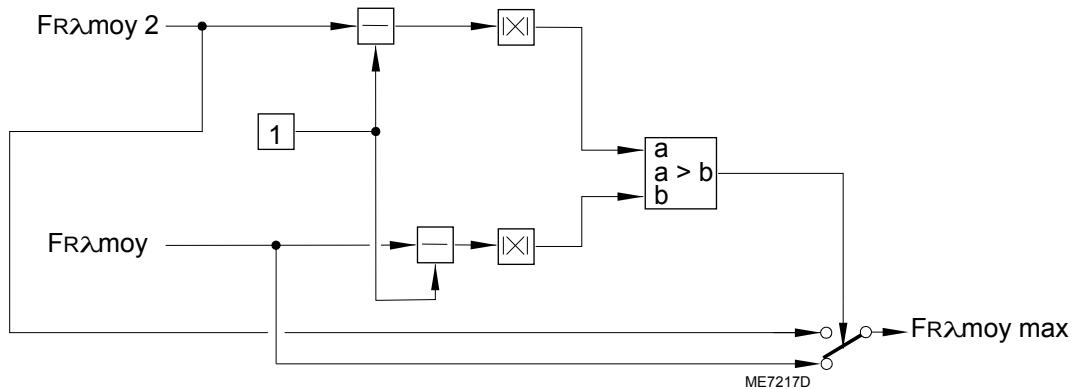 FRλmoy 2
|X|
1
a
a > b
b
FRλmoy
|X|
FRλmoy max
ME7217D